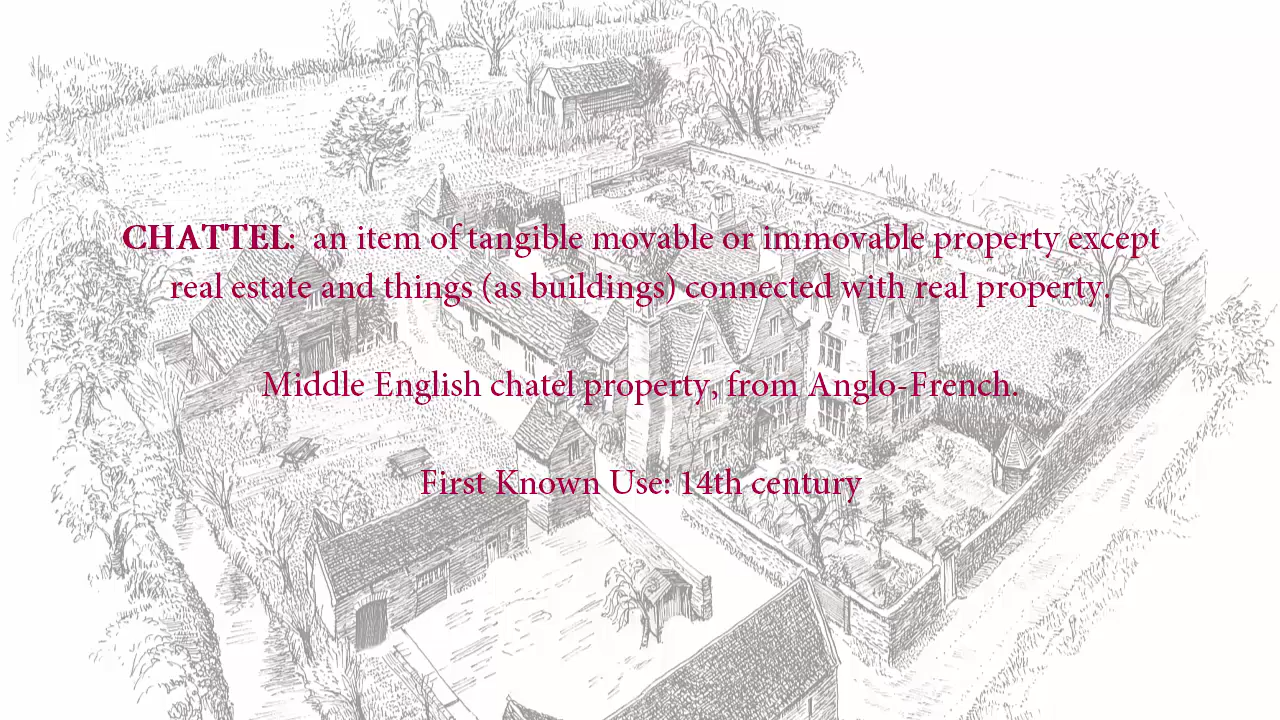 CHATTEL:  an item of tangible movable or immovable property except
real estate and things (as buildings) connected with real property.
Middle English chatel property, from Anglo-French.
First Known Use: 14th century